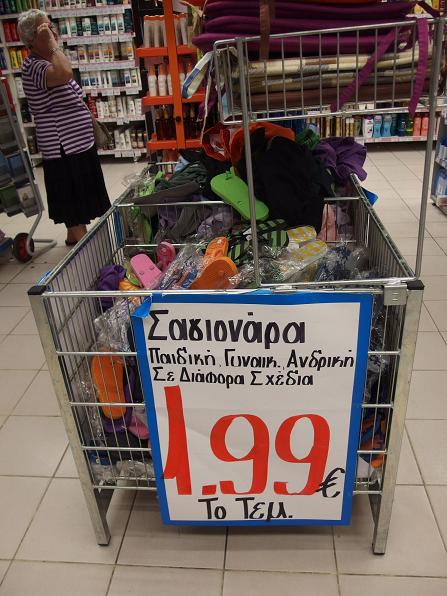 Σαγιονάρα
Παιδική, Γυναικ., Ανδρική
Σε Διάφορα Σχέδια
1.99 €
Το Τεμ.